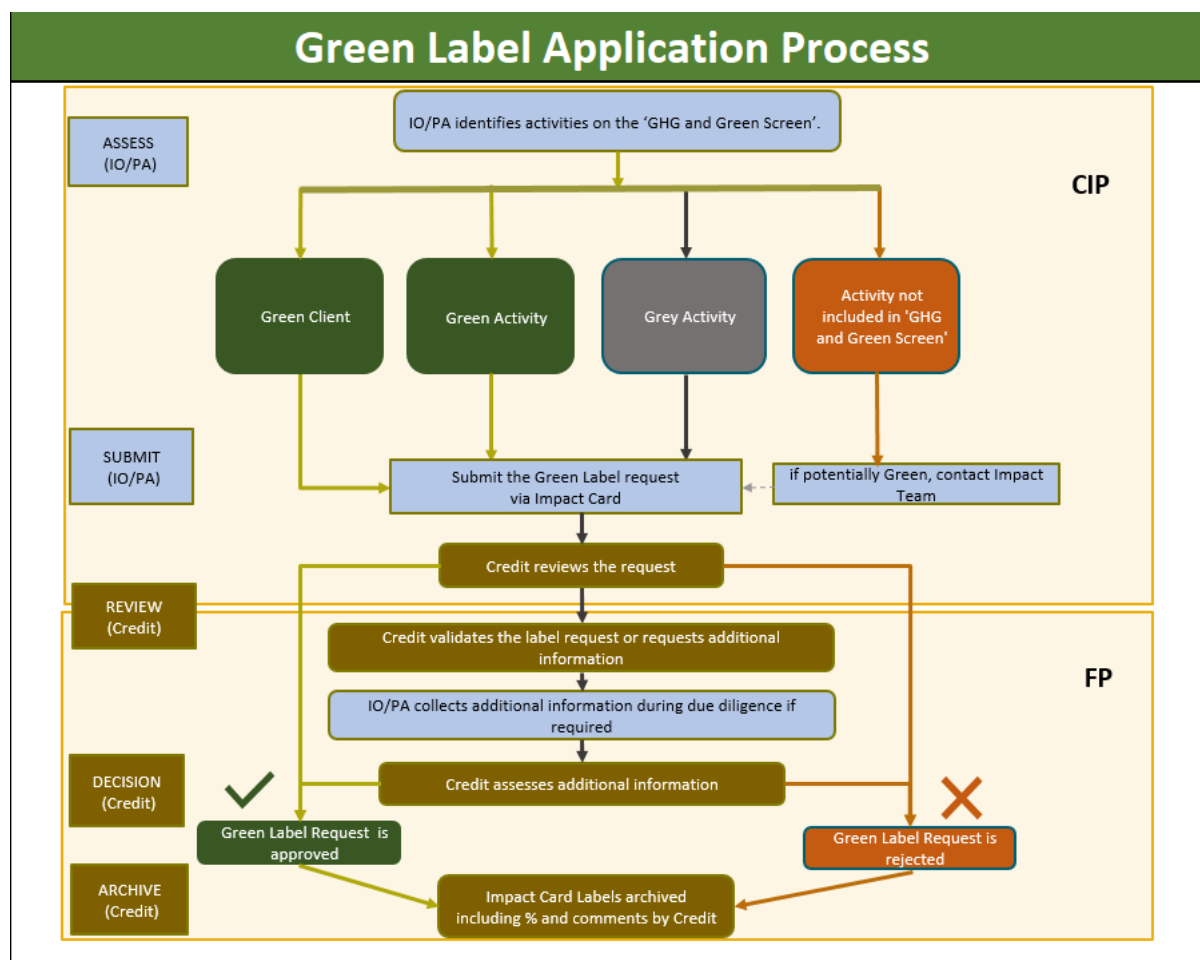 Green Label Application Process
ASSESS
(IO/PA)
IO/PA identifies activities on the ‘GHG and Green Screen’.
CIP
Green Client
Green Activity
Grey Activity
Activity not
included in 'GHG
and Green Screen'
SUBMIT
(IO/PA)
Submit the Green Label request
via Impact Card
if potentially Green, contact Impact
Team
Credit reviews the request
REVIEW
(Credit)
Credit validates the label request or requests additional
information
FP
IO/PA collects additional information during due diligence if
required
DECISION
(Credit)
Credit assesses additional information
Green Label Request is
approved
Green Label Request is
rejected
ARCHIVE
(Credit)
Impact Card Labels archived
including % and comments by Credit